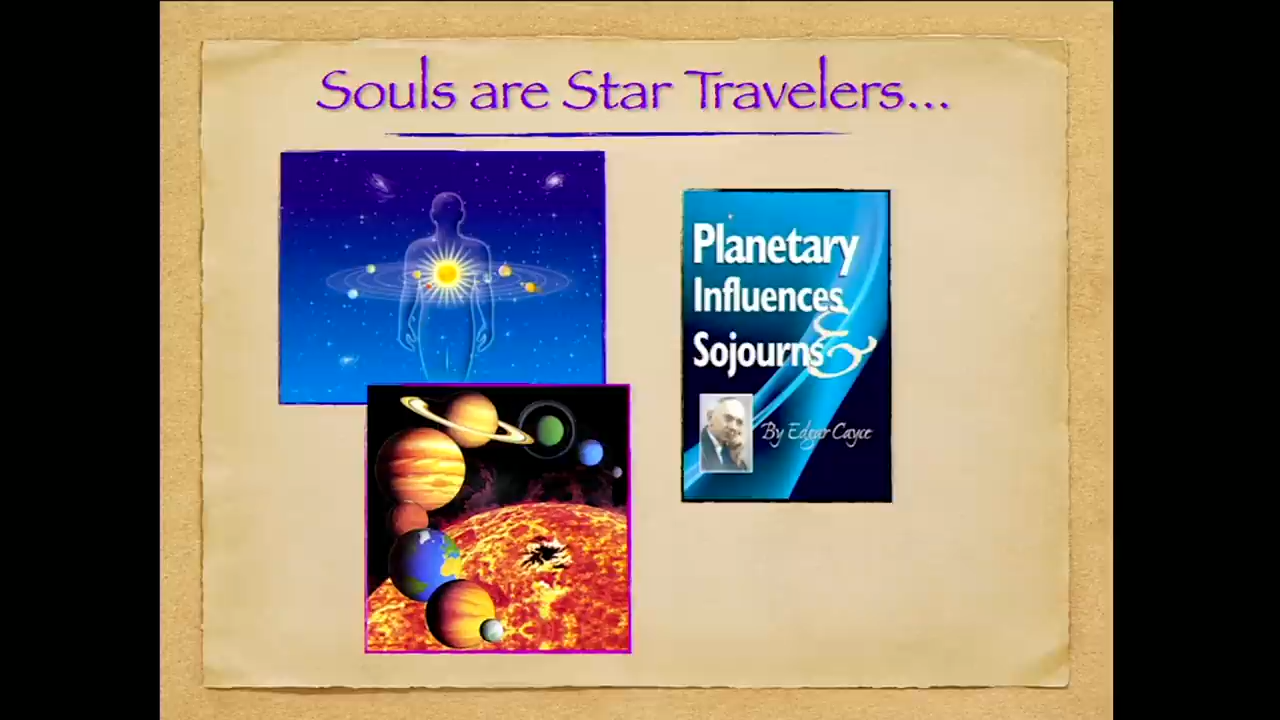 Souls are Star Travelers...
Planetary
Influences
&
Sojourns
By Edgar Cayce